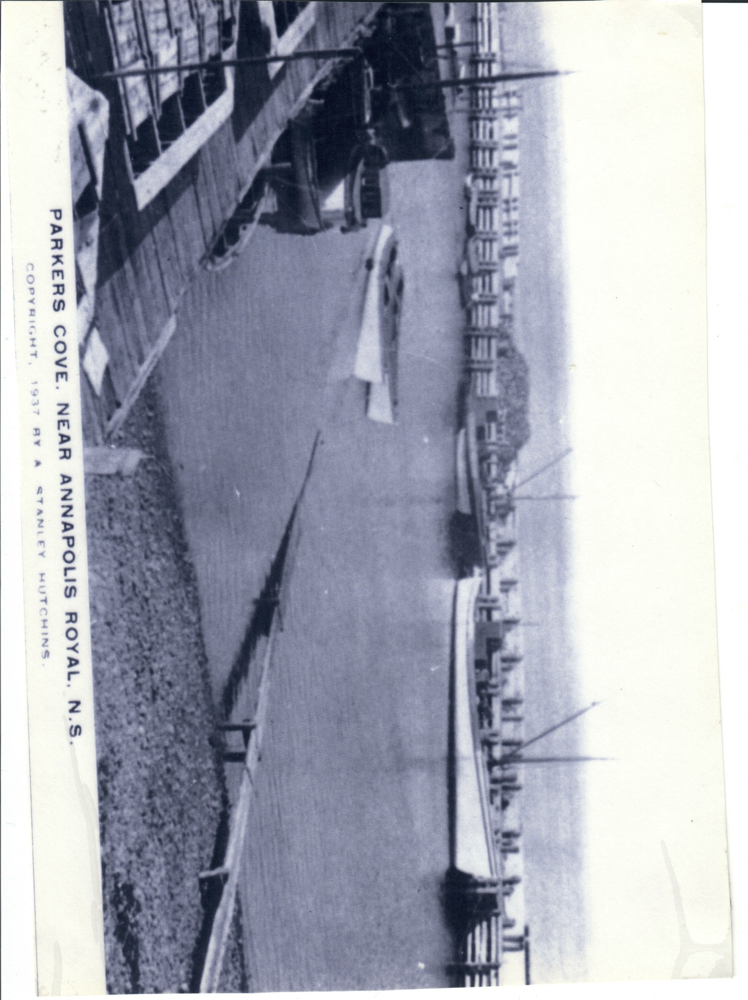 PARKERS COVE. NEAR ANNAPOLIS ROYAL, N.S.
COPYRIGHT, 1937 BY A STANLEY HUTCHINS.